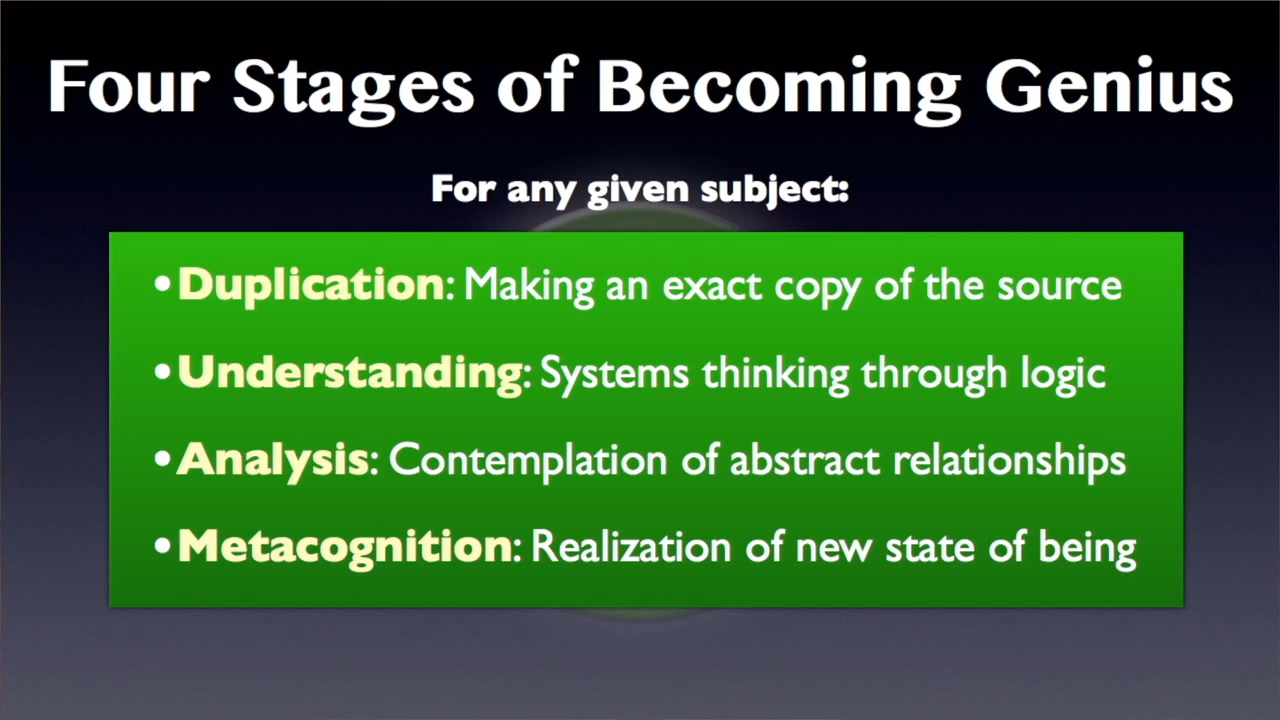 Four Stages of Becoming Genius
For any given subject:
•Duplication: Making an exact copy of the source
•Understanding: Systems thinking through logic
•Analysis: Contemplation of abstract relationships
•Metacognition: Realization of new state of being